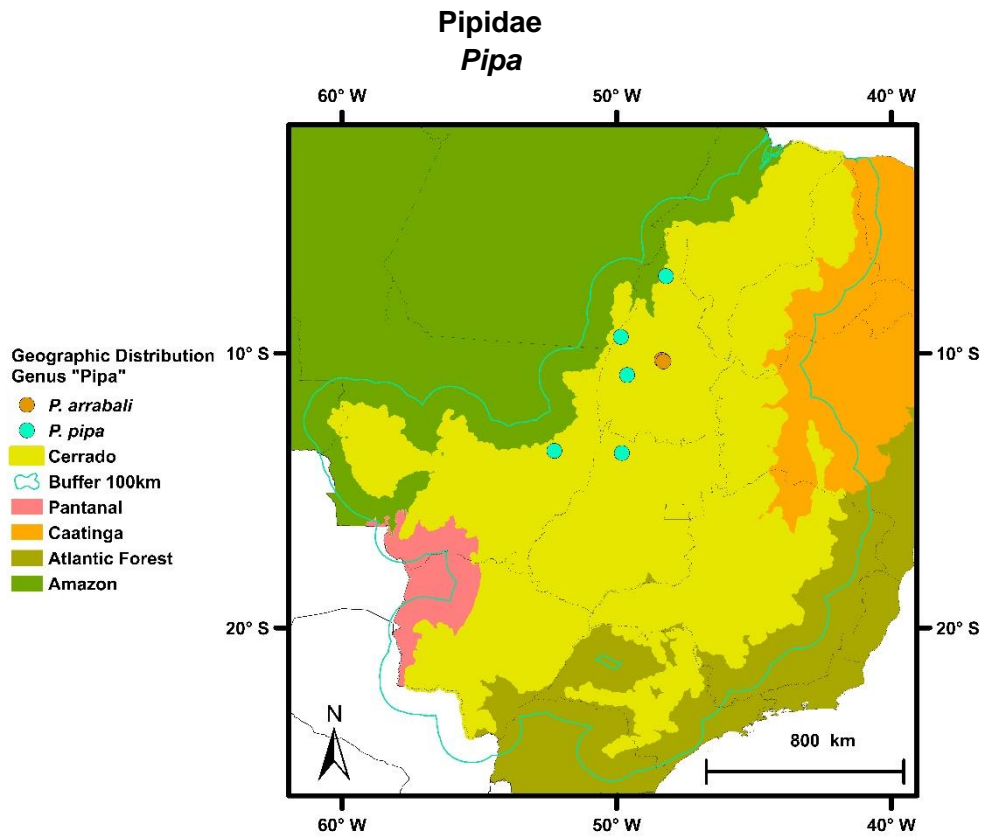 Pipidae
Pipa
60° W 50° W 40° W
10° S 10° S
Geographic Distribution
Genus "Pipa"
P. arrabali
P. pipa
Cerrado
Buffer 100km
Pantanal
Caatinga
Atlantic Forest
Amazon
20° S 20° S
N
800 km
60° W 50° W 40° W